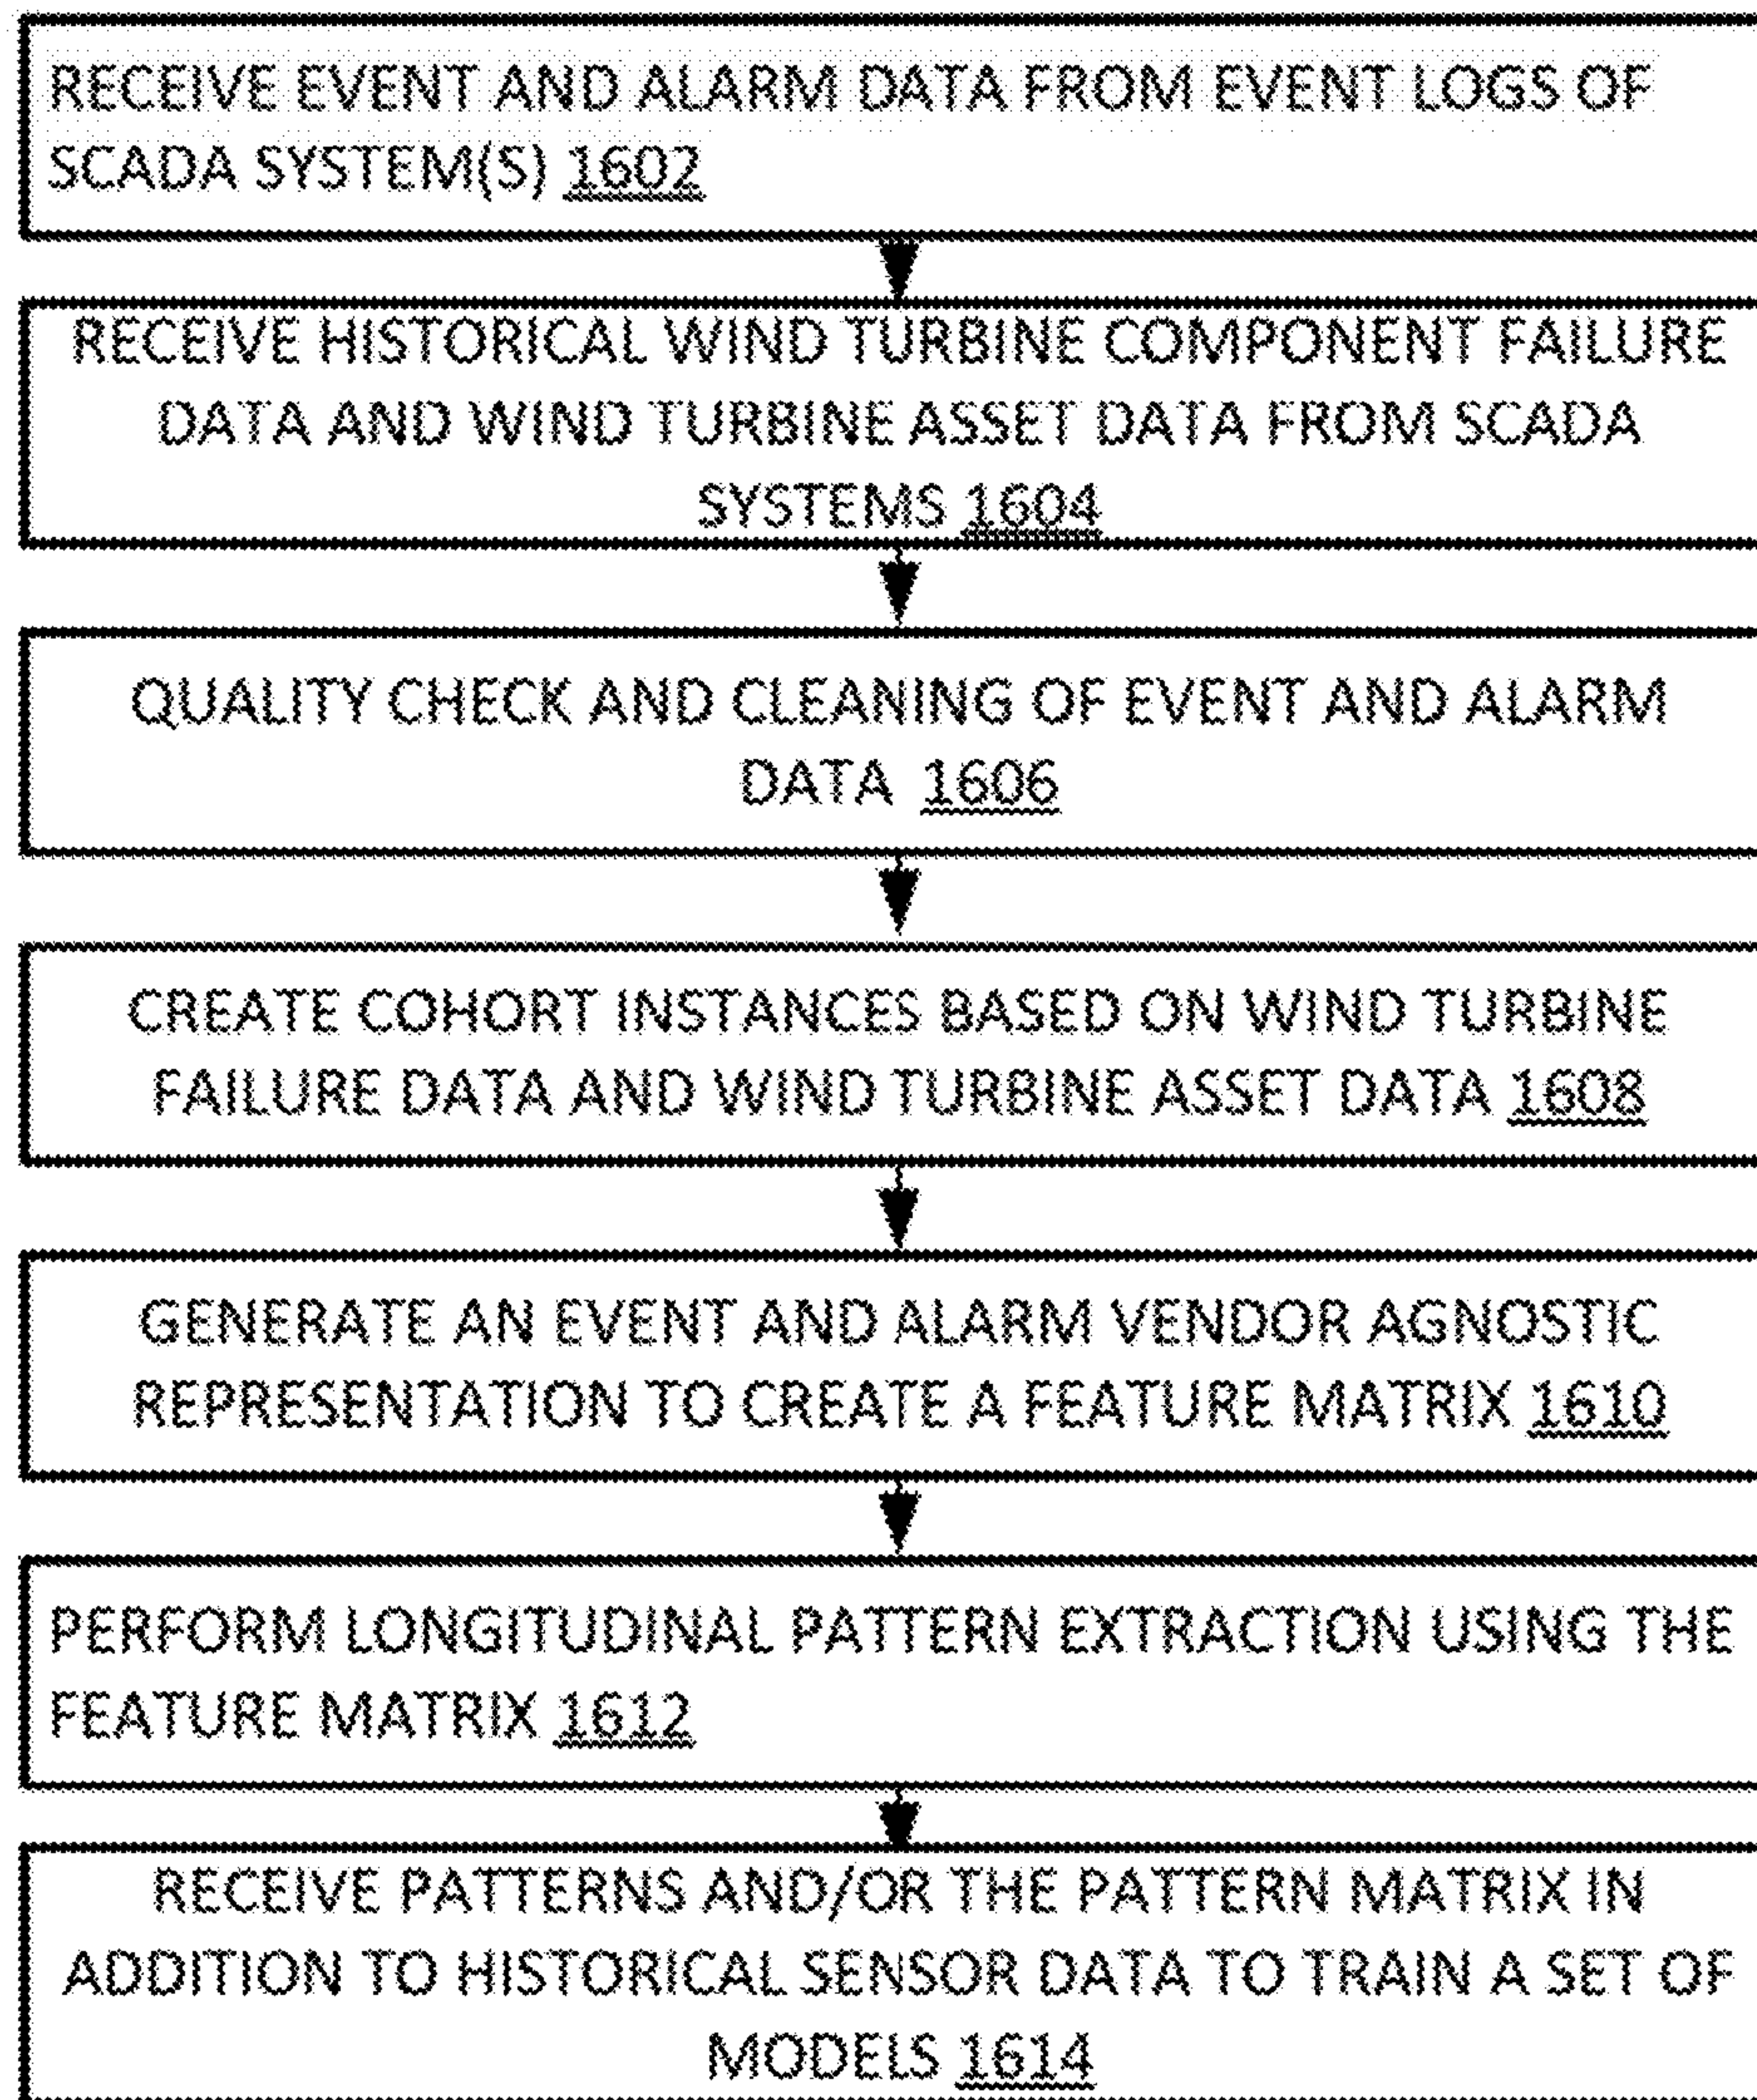 RECEIVE EVENT AND ALARM DATA FROM EVENT LOGS OF
SCADA SYSTEM(S) 1602
RECEIVE HISTORICAL WIND TURBINE COMPONENT FAILURE
DATA AND WIND TURBINE ASSET DATA FROM SCADA
SYSTEMS 1604
QUALITY CHECK AND CLEANING OF EVENT AND ALARM
DATA 1606
CREATE COHORT INSTANCES BASED ON WIND TURBINE
FAILURE DATA AND WIND TURBINE ASSET DATA 1608
GENERATE AN EVENT AND ALARM VENDOR AGNOSTIC
REPRESENTATION TO CREATE A FEATURE MATRIX 1610
PERFORM LONGITUDINAL PATTERN EXTRACTION USING THE
FEATURE MATRIX 1612
RECEIVE PATTERNS AND/OR THE PATTERN MATRIX IN
ADDITION TO HISTORICAL SENSOR DATA TO TRAIN A SET OF
MODELS 1614